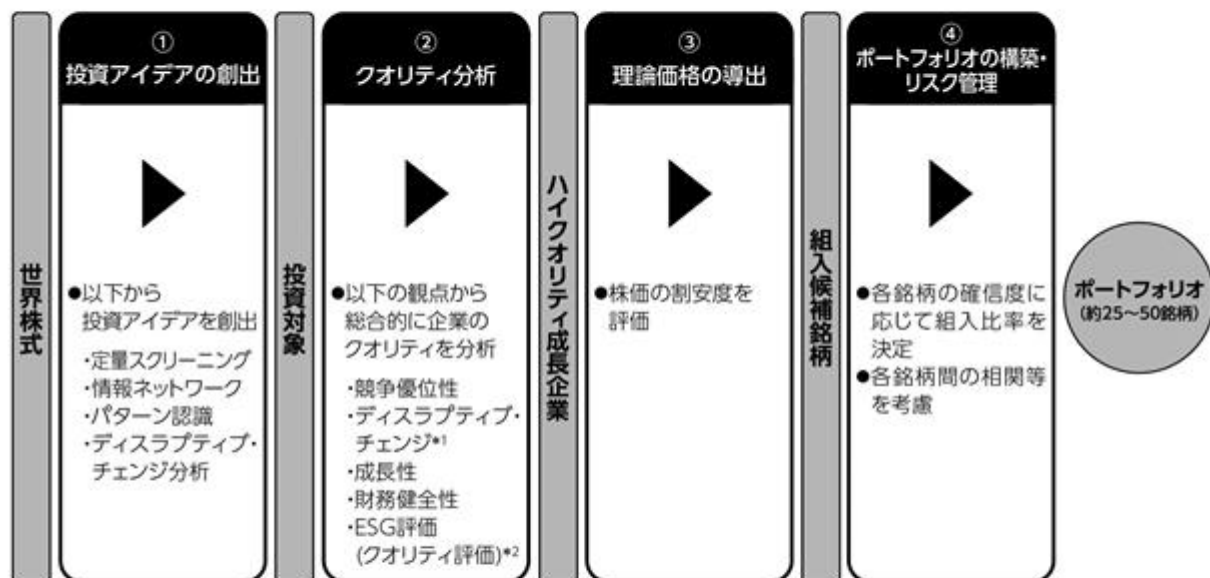 世界株式
①
投資アイデアの創出
●以下から
投資アイデアを創出
・定量スクリーニング
・情報ネットワーク
・パターン認識
・ディスラプティブ・
チェンジ分析
投資対象
②
クオリティ分析
●以下の観点から
総合的に企業の
クオリティを分析
・競争優位性
・ディスラプティブ・
チェンジ*1
・成長性
・財務健全性
・ESG評価
(クオリティ評価)*2
ハイクオリティ成長企業
③
理論価格の導出
●株価の割安度を
評価
組入候補銘柄
④
ポートフォリオの構築・
リスク管理
●各銘柄の確信度に
応じて組入比率を
決定
●各銘柄間の相関等
を考慮
ポートフォリオ
(約25～50銘柄)